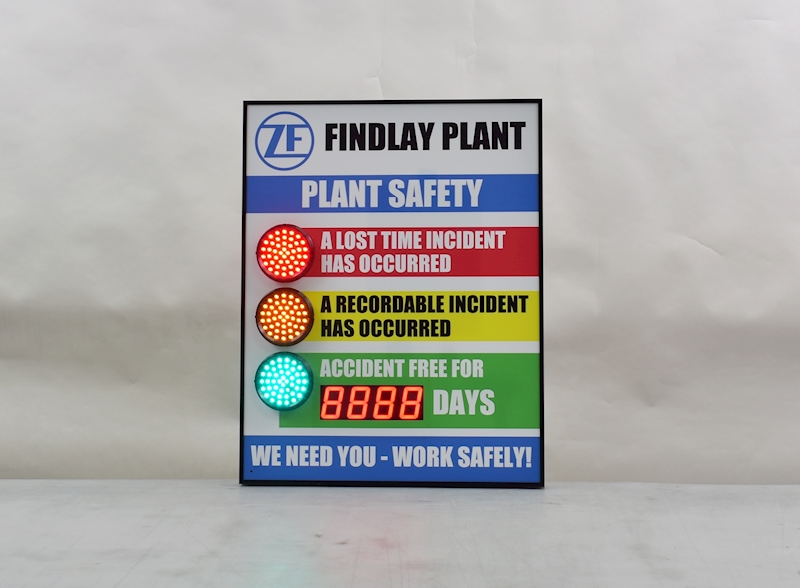 ZF FINDLAY PLANT
PLANT SAFETY
A LOST TIME INCIDENT
HAS OCCURRED
A RECORDABLE INCIDENT
HAS OCCURRED
ACCIDENT FREE FOR
8888 DAYS
WE NEED YOU - WORK SAFELY!